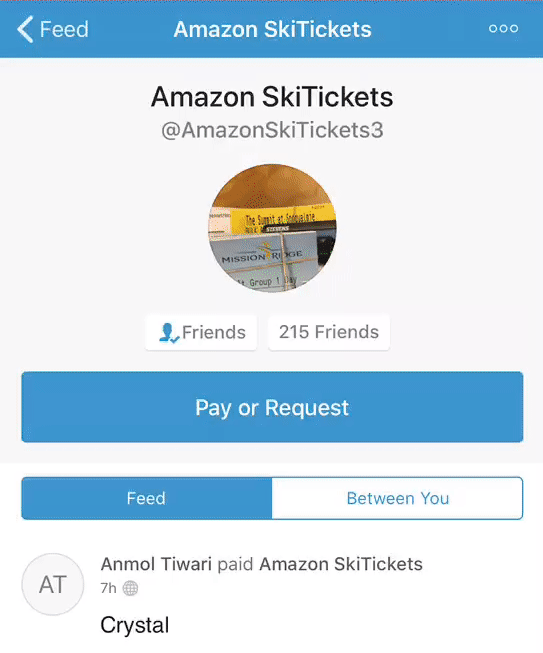 Feed
Amazon SkiTickets
Amazon SkiTickets
@AmazonSkiTickets3
The Summit at Snoqualmie
STEVENS
MISSION RIDGE
Group 1 Day
Friends
215 Friends
Pay or Request
Feed
Between You
AT
Anmol Tiwari paid Amazon SkiTickets
7h
Crystal